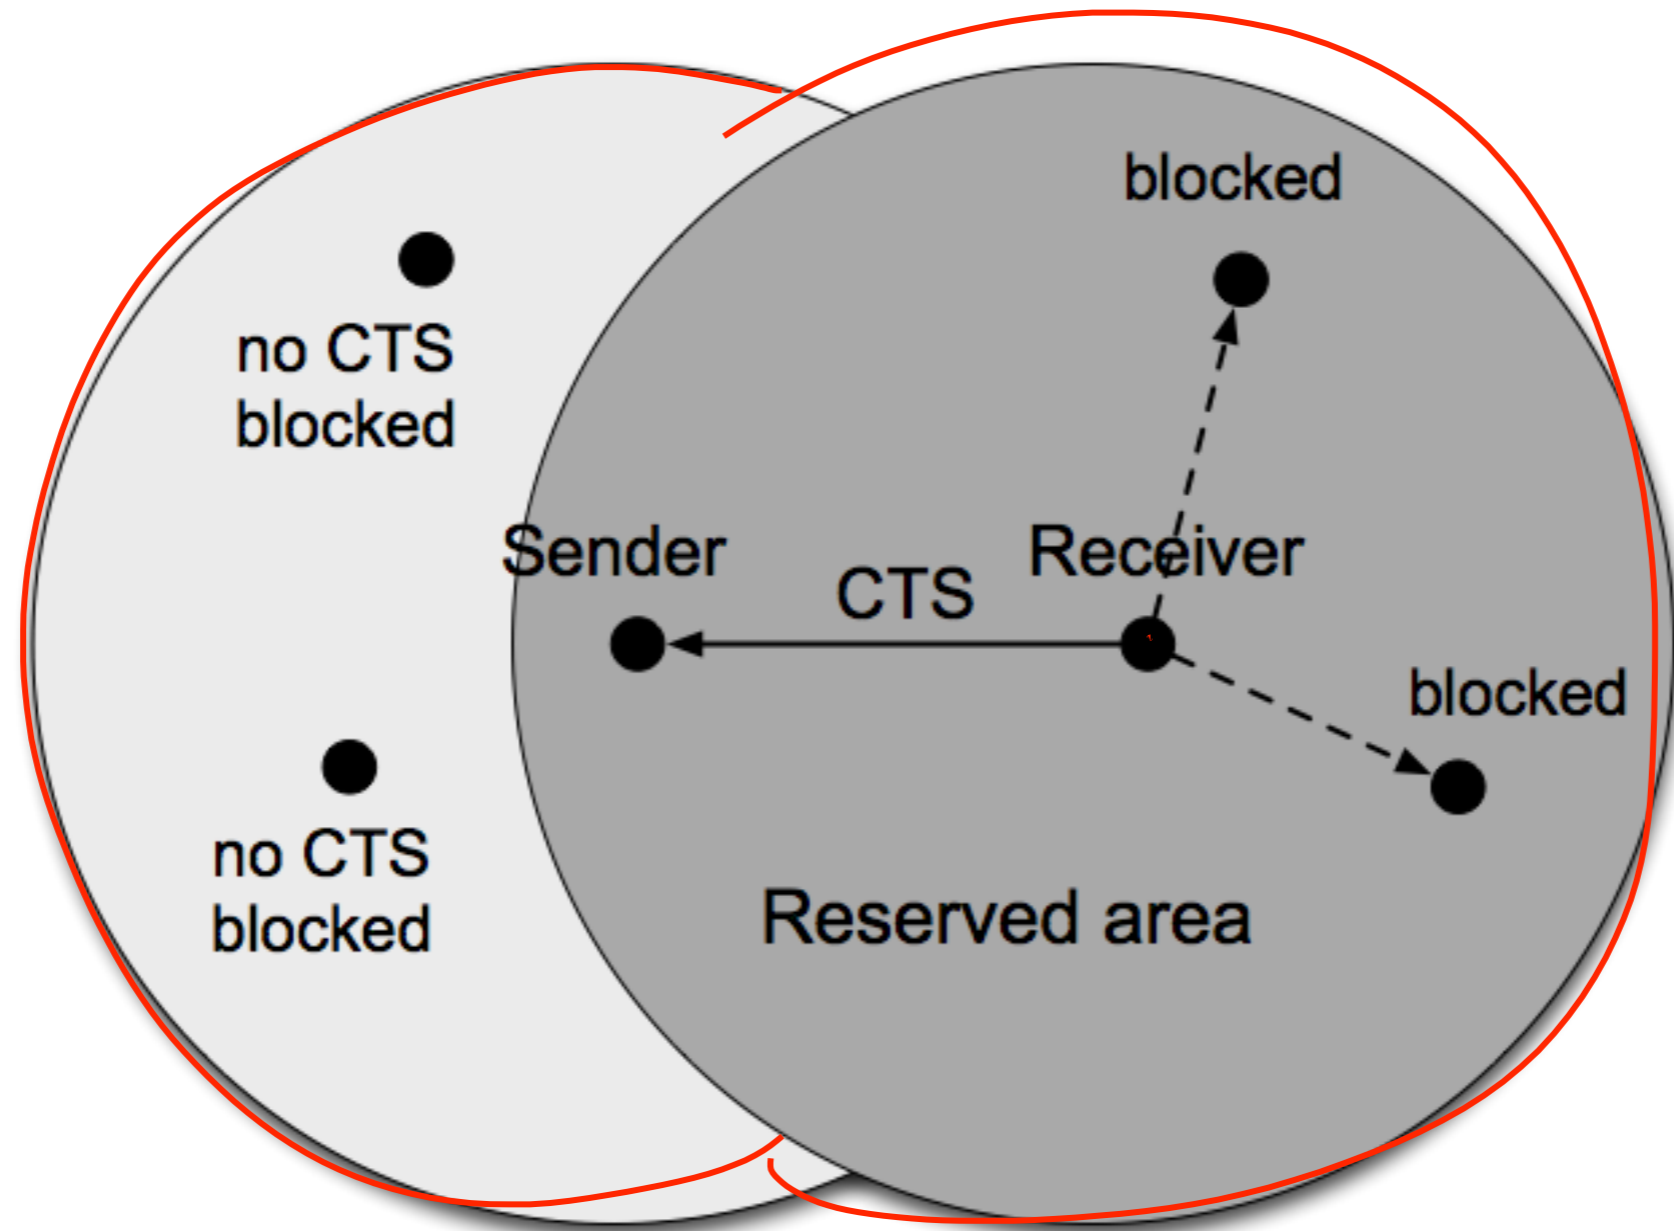 blocked
no CTS
blocked
Sender
Receiver
CTS
blocked
no CTS
blocked
Reserved area